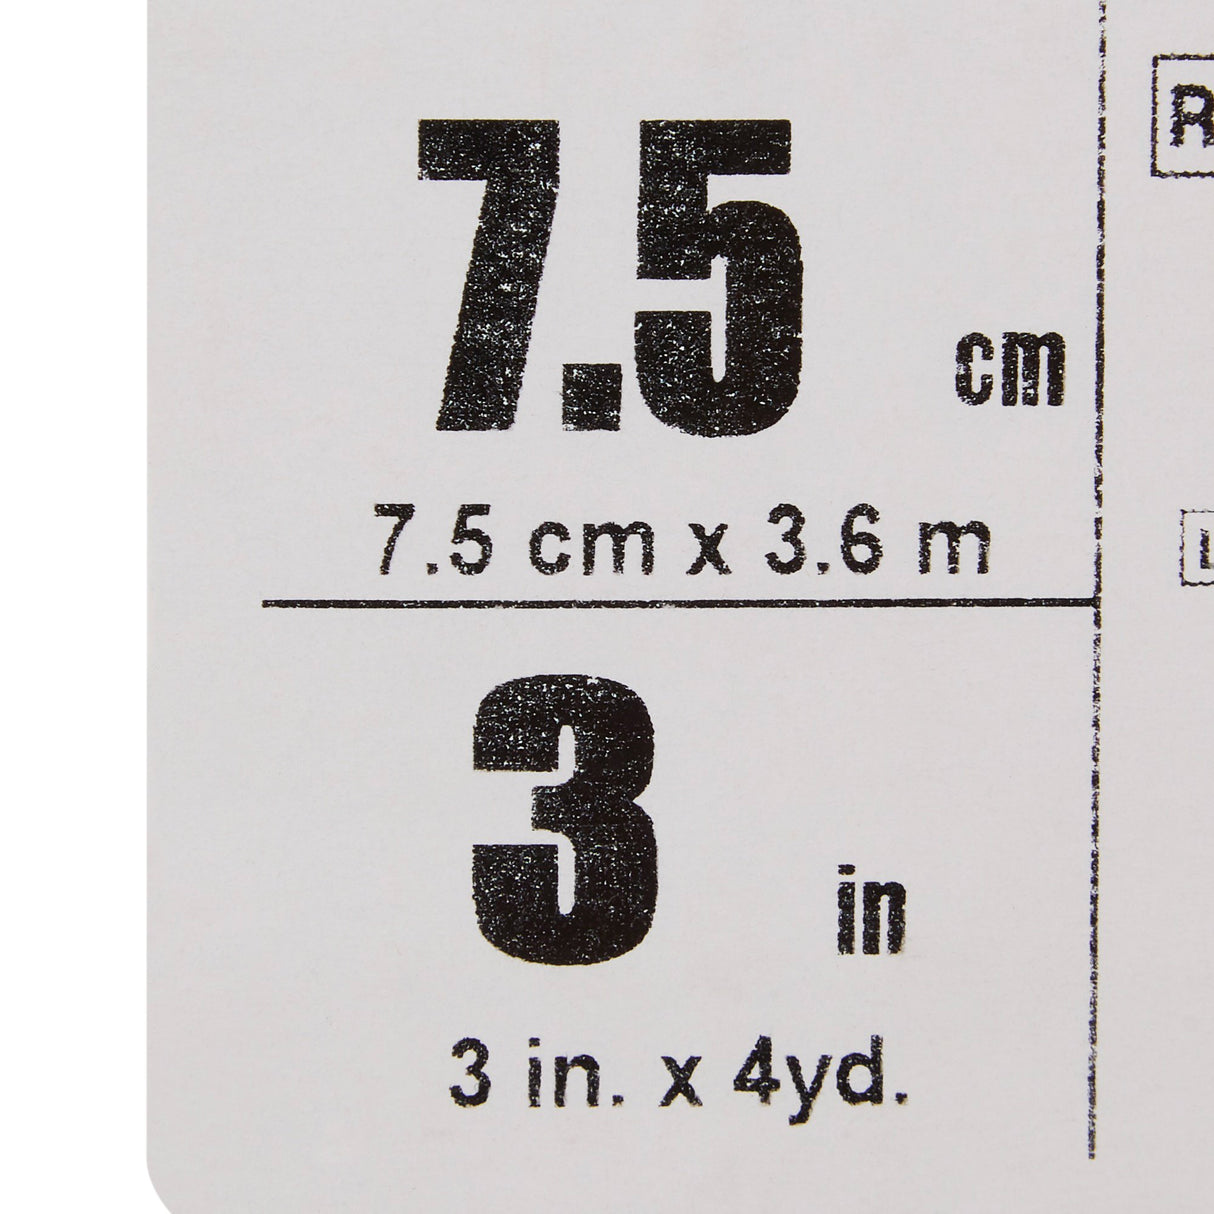 7.5 cm
7.5 cm x 3.6 m
3 in
3 in. x 4yd.
R